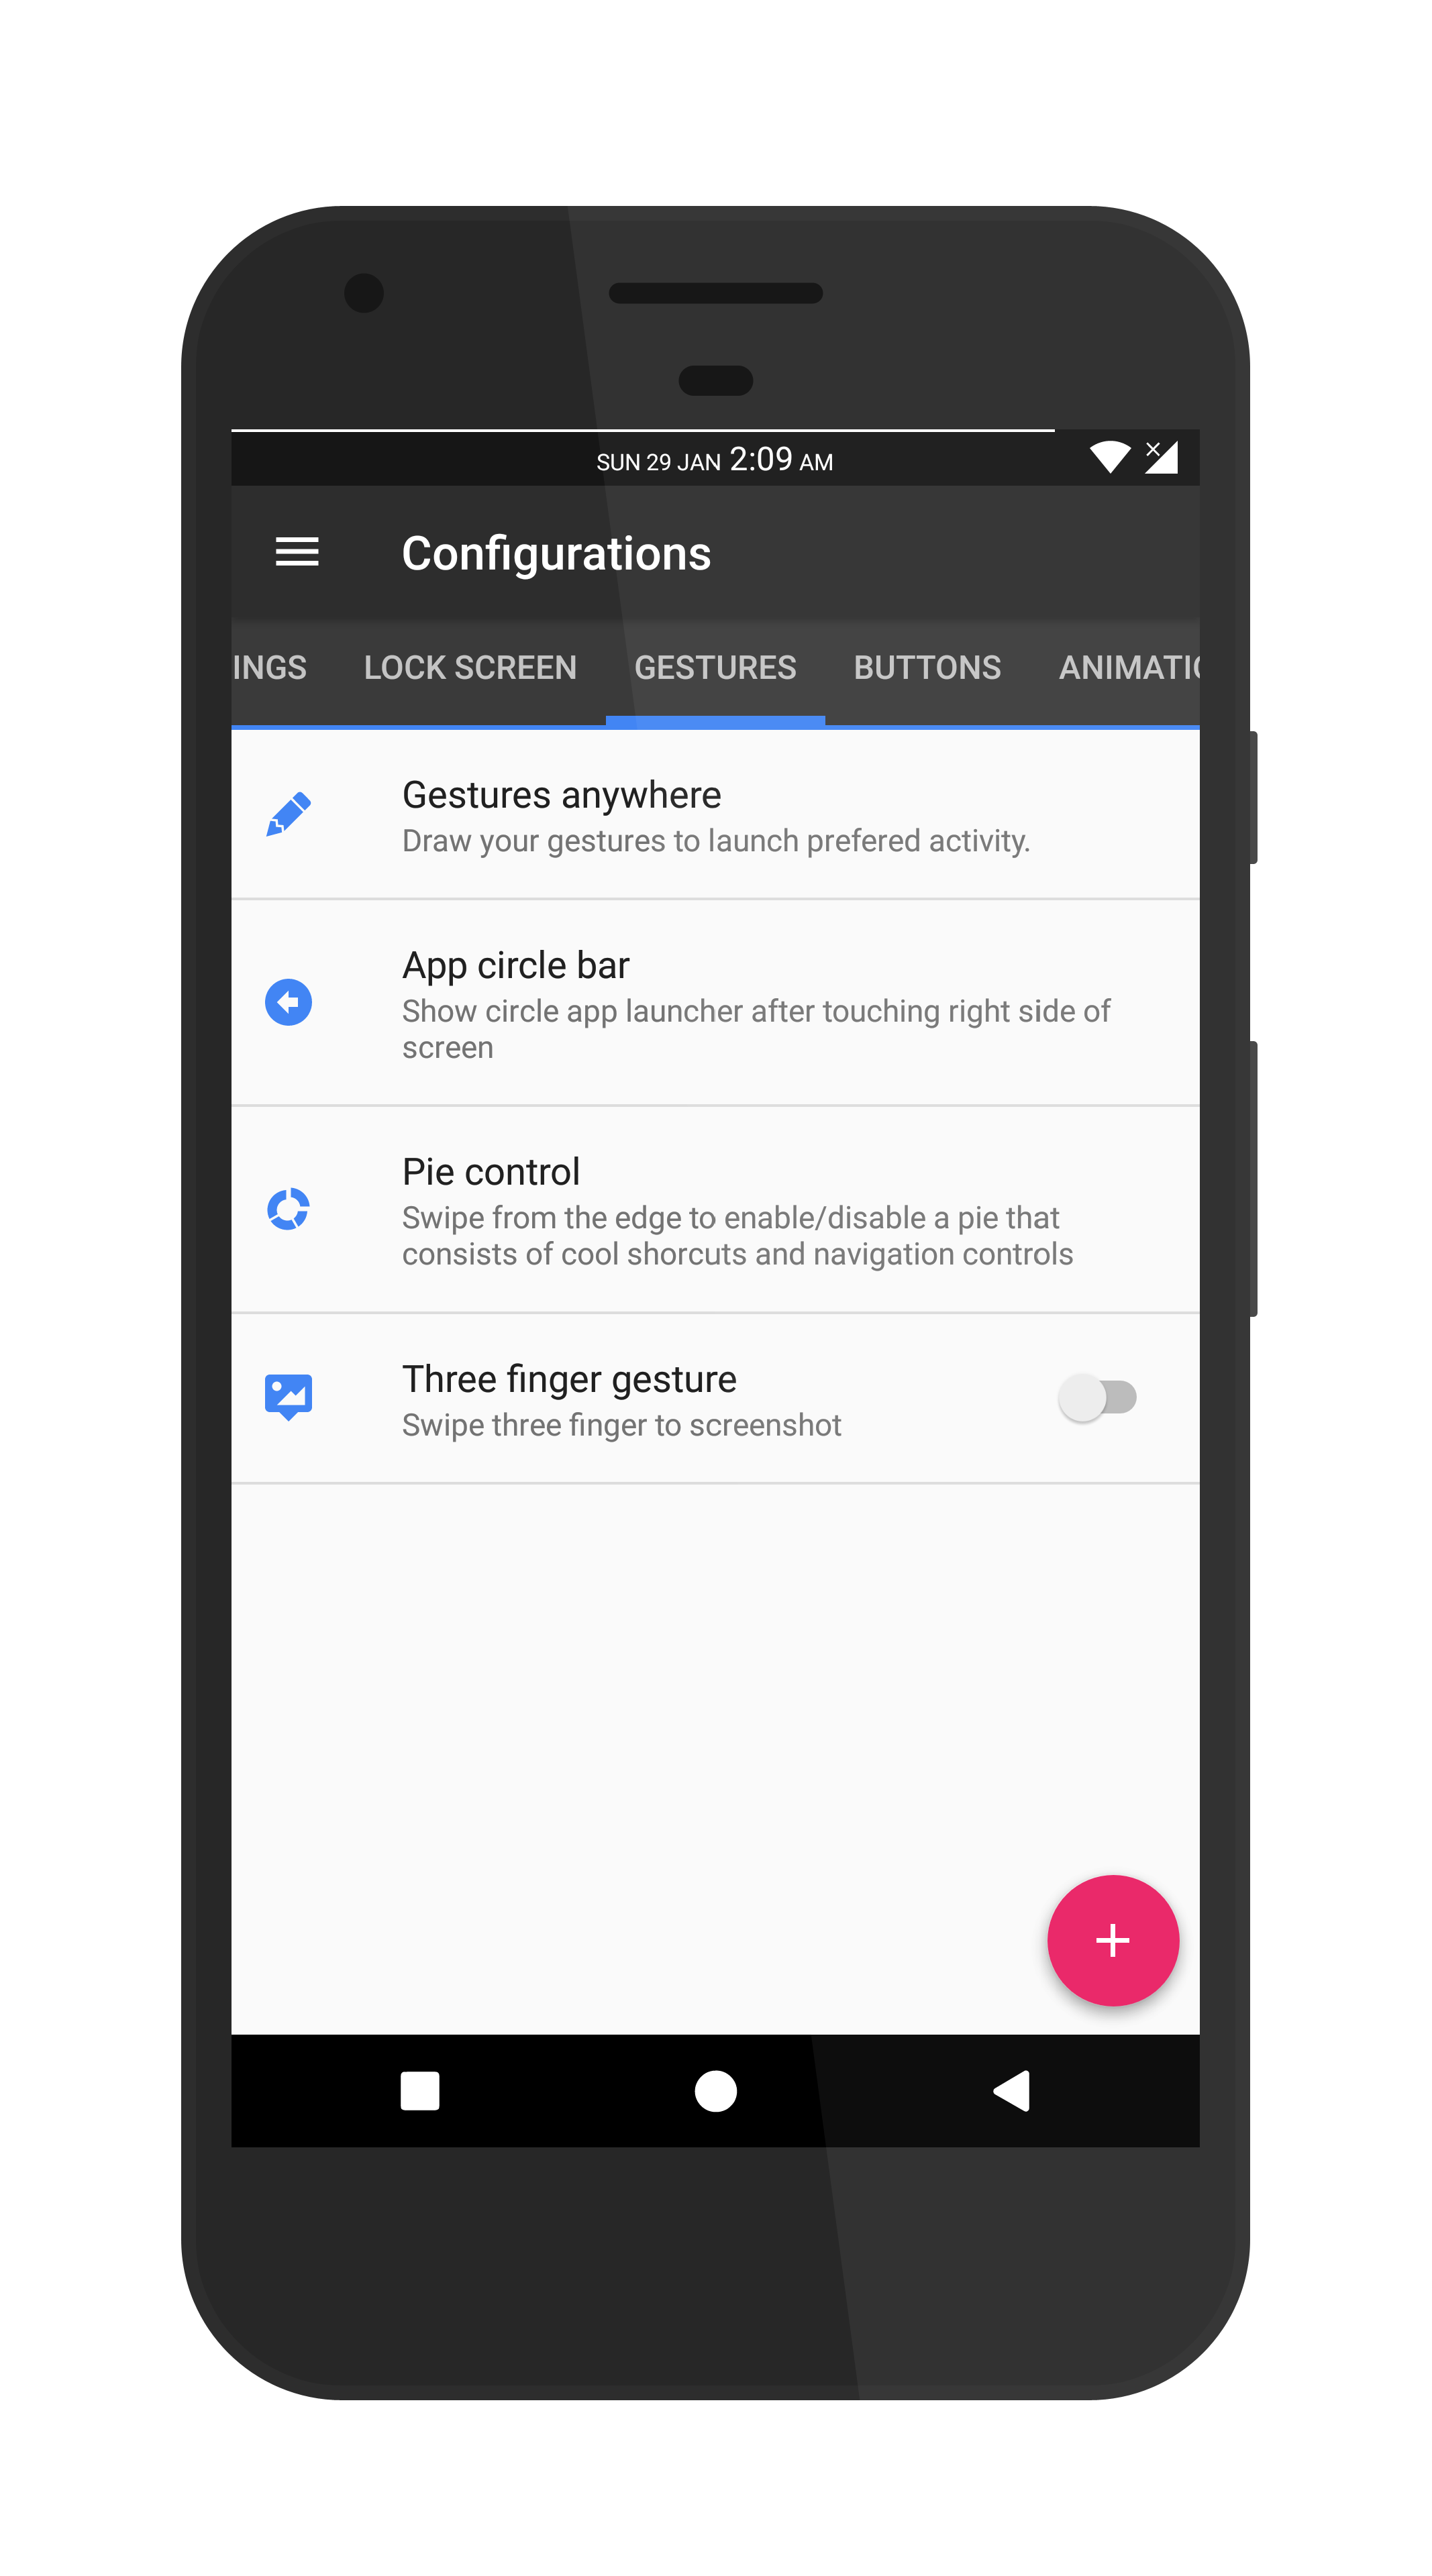 SUN 29 JAN 2:09 AM
Configurations
INGS LOCK SCREEN GESTURES BUTTONS ANIMATIC
Gestures anywhere
Draw your gestures to launch prefered activity.
App circle bar
Show circle app launcher after touching right side of
screen
Pie control
Swipe from the edge to enable/disable a pie that
consists of cool shorcuts and navigation controls
Three finger gesture
Swipe three finger to screenshot